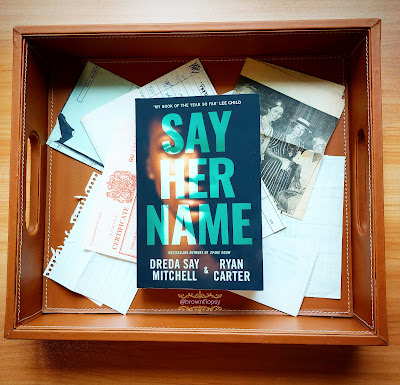 'MY BOOK OF THE YEAR SO FAR' LEE CHILD
SAY
HER
NAME
BESTSELLING AUTHORS OF SPARE ROOM
DREDA SAY
MITCHELL
&
RYAN
CARTER
@brownflopsy
CERTIFICATE